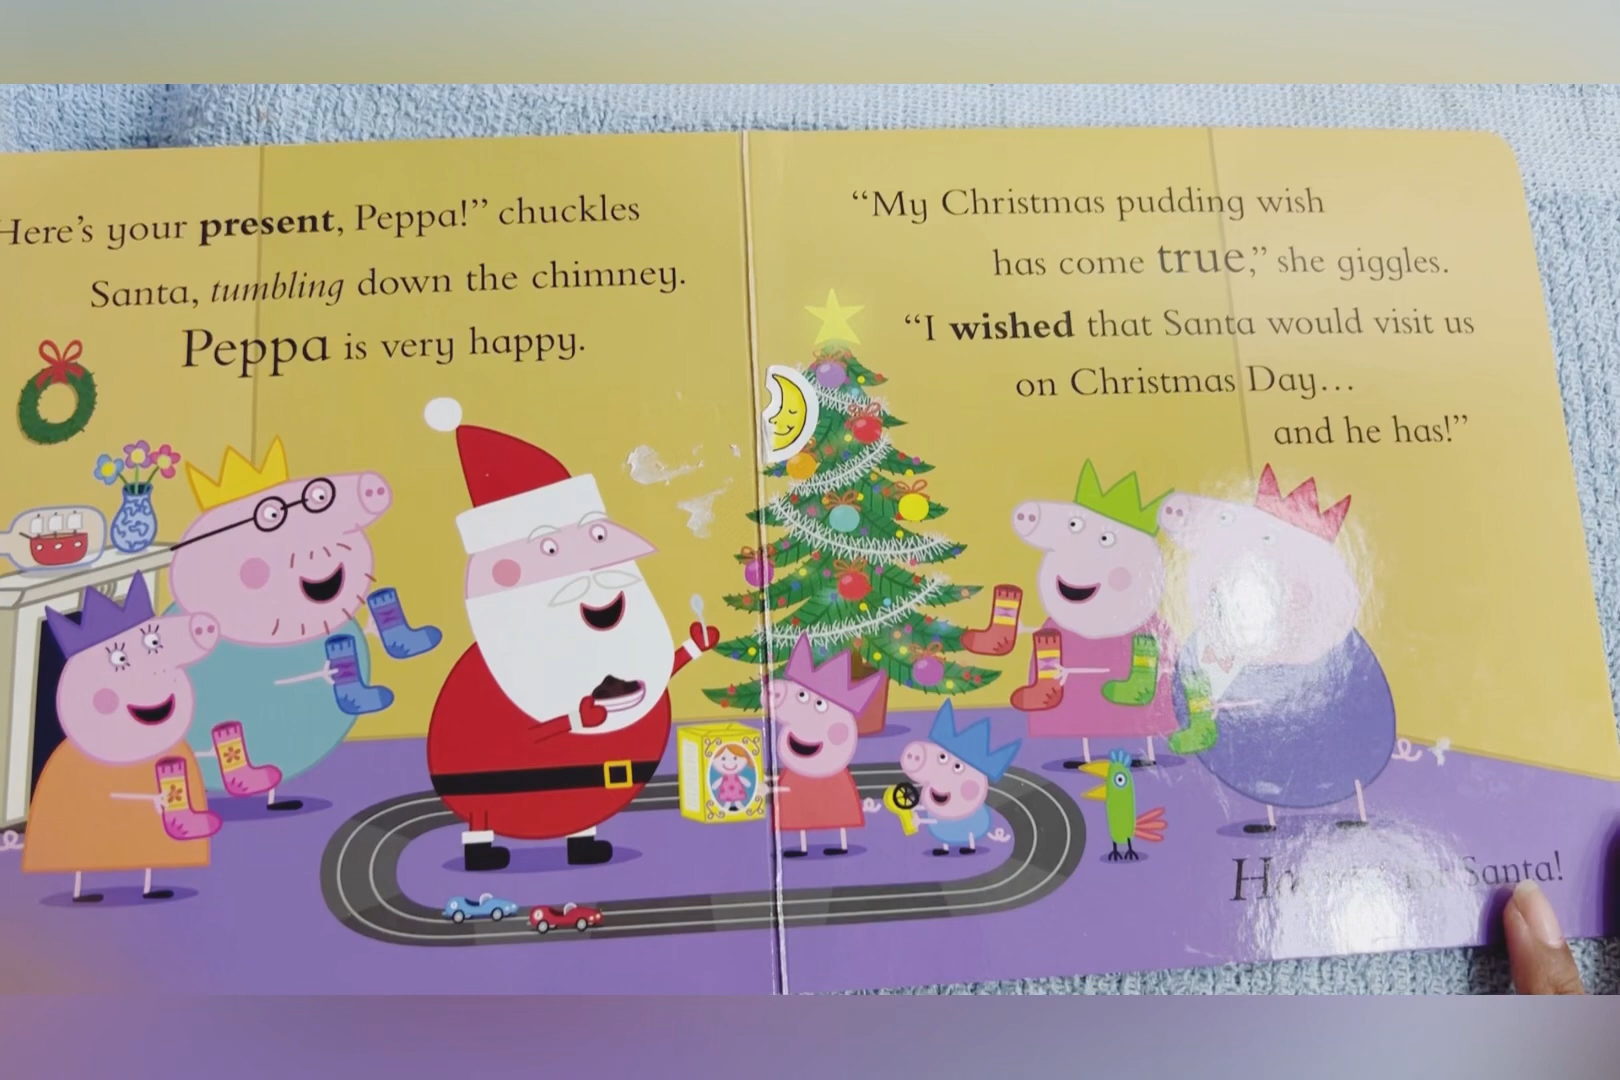 Here's your present, Peppa!” chuckles
Santa, tumbling down the chimney.
Peppa is very happy.
“My Christmas pudding wish
has come true,” she giggles.
“I wished that Santa would visit us
on Christmas Day...
and he has!”
Santa!